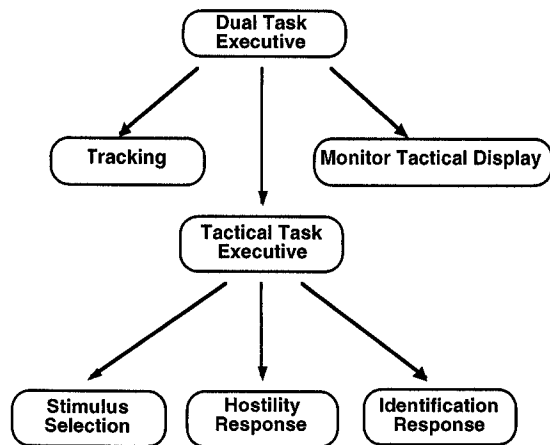 Dual Task
Executive
Tracking
Monitor Tactical Display
Tactical Task
Executive
Stimulus
Selection
Hostility
Response
Identification
Response